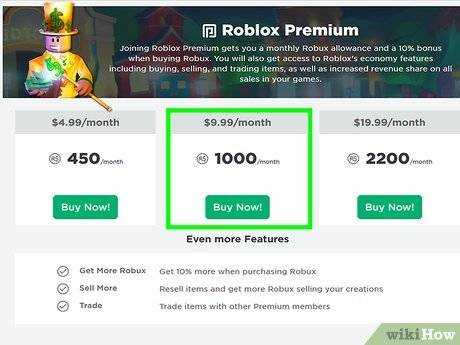 Roblox Premium
Joining Roblox Premium gets you a monthly Robux allowance and a 10% bonus
when buying Robux. You will also get access to Roblox's economy features
including buying, selling, and trading items, as well as increased revenue share on all
sales in your games.
$4.99/month
$9.99/month
$19.99/month
R$ 450/month
R$ 1000/month
R$ 2200/month
Buy Now!
Buy Now!
Buy Now!
Even more Features
Get More Robux Get 10% more when purchasing Robux
Sell More Resell items and get more Robux selling your creations
Trade Trade items with other Premium members
wikiHow